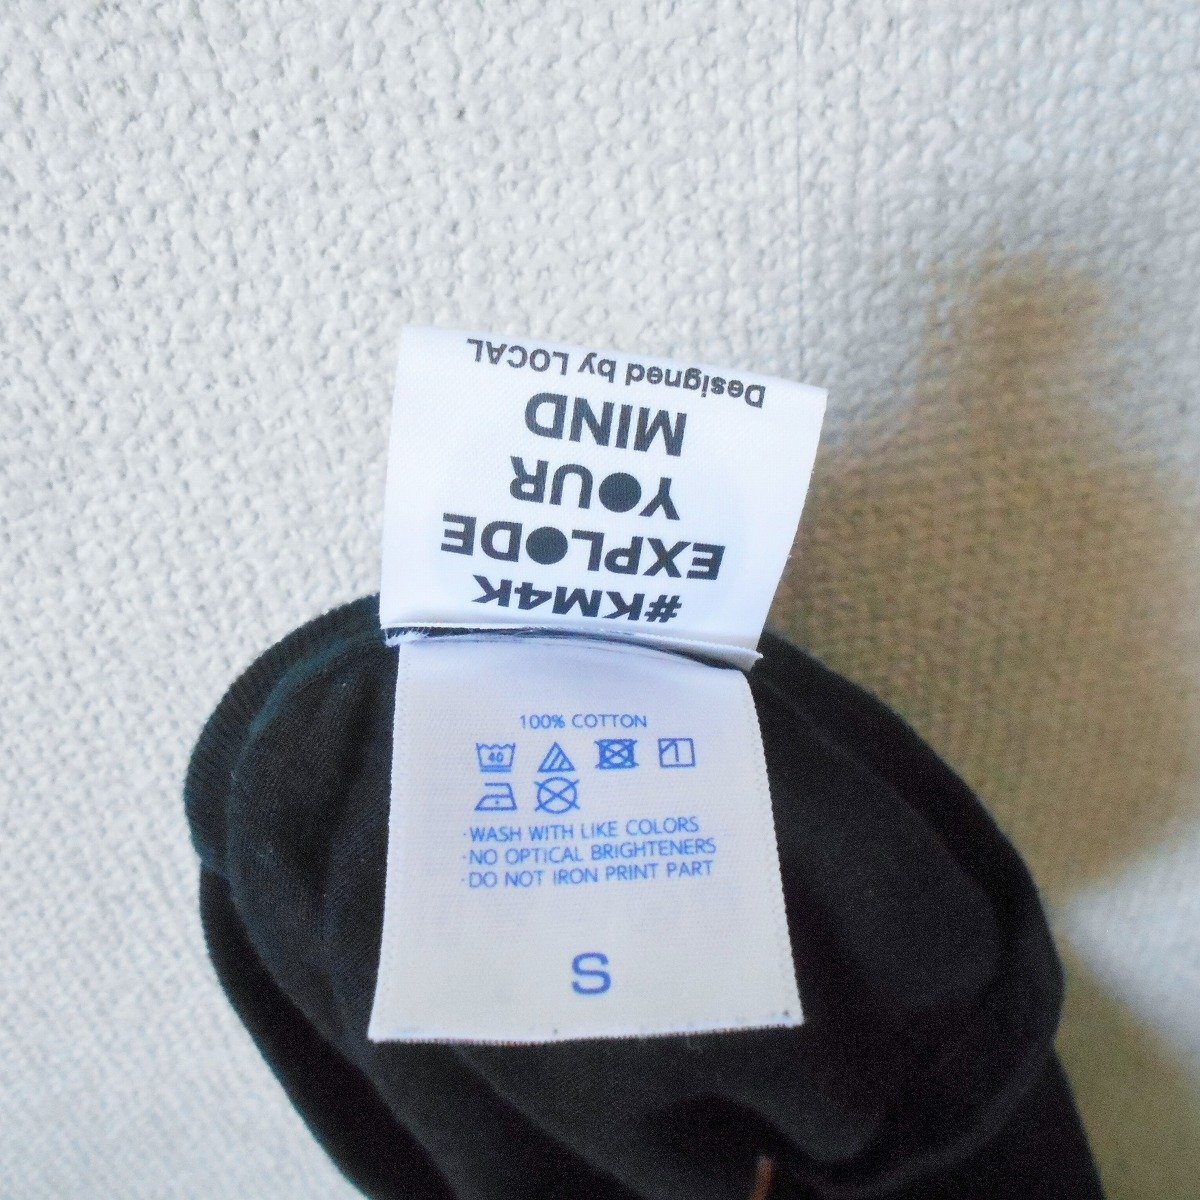 #KM4K
EXPLODE
YOUR
MIND
Designed by LOCAL
100% COTTON
40
·WASH WITH LIKE COLORS
·NO OPTICAL BRIGHTENERS
·DO NOT IRON PRINT PART
S